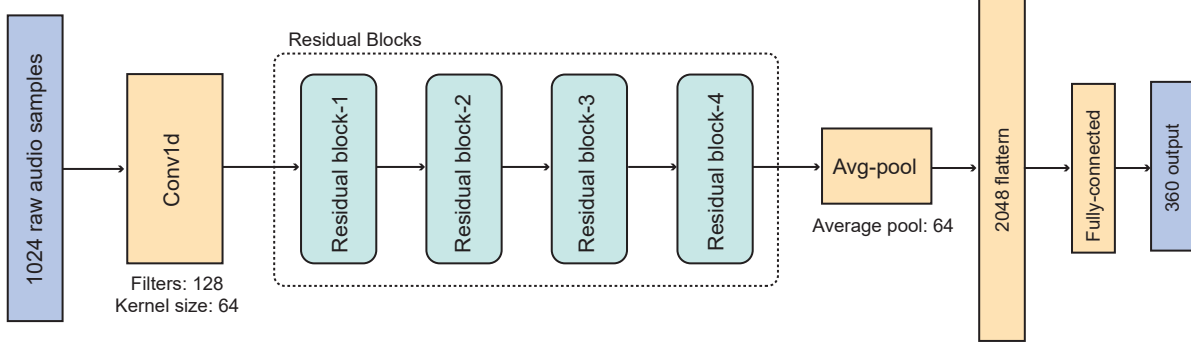 1024 raw audio samples
Conv1d
Filters: 128
Kernel size: 64
Residual Blocks
Residual block-1
Residual block-2
Residual block-3
Residual block-4
Avg-pool
Average pool: 64
2048 flattern
Fully-connected
360 output